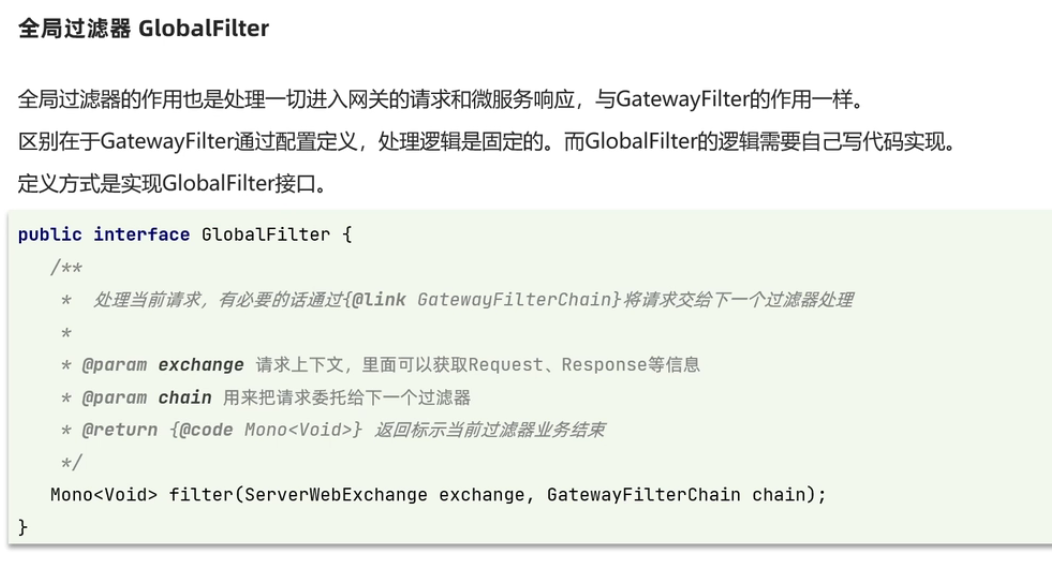 全局过滤器 GlobalFilter
全局过滤器的作用也是处理一切进入网关的请求和微服务响应，与GatewayFilter的作用一样。
区别在于GatewayFilter通过配置定义，处理逻辑是固定的。而GlobalFilter的逻辑需要自己写代码实现。
定义方式是实现GlobalFilter接口。
public interface GlobalFilter {
/**
* 处理当前请求，有必要的话通过{@link GatewayFilterChain}将请求交给下一个过滤器处理
*
* @param exchange 请求上下文，里面可以获取Request、Response等信息
* @param chain 用来把请求委托给下一个过滤器
* @return {@code Mono<Void>} 返回标示当前过滤器业务结束
*/
Mono<Void> filter(ServerWebExchange exchange, GatewayFilterChain chain);
}